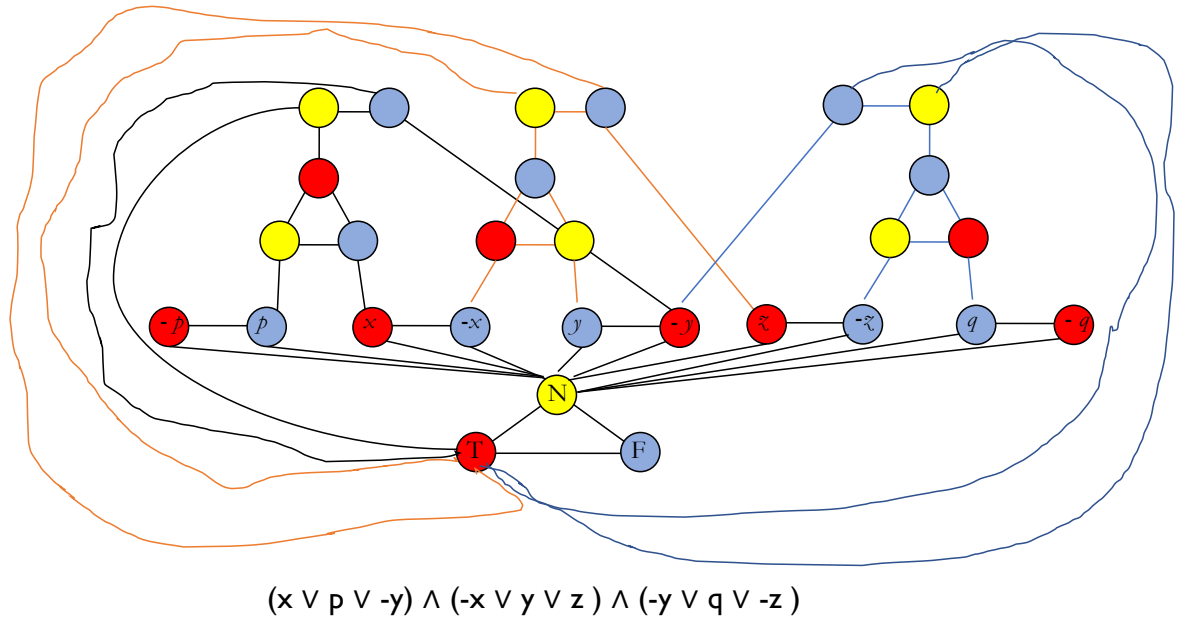 - p p x -x y - y z -z q - q
N
T F
(x ∨ p ∨ -y) ∧ (-x ∨ y ∨ z ) ∧ (-y ∨ q ∨ -z )